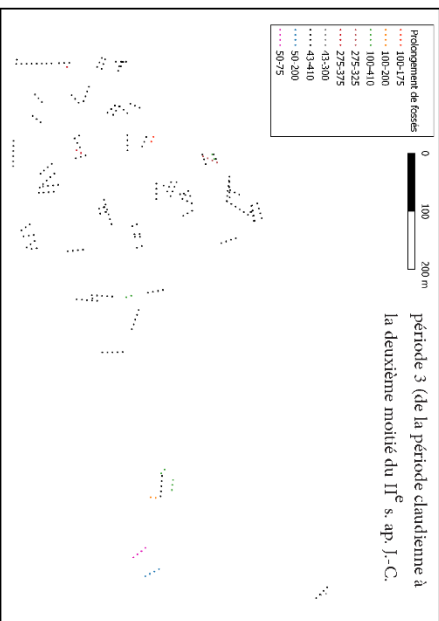 période 3 (de la période claudienne à
la deuxième moitié du IIe s. ap. J.-C.
0 100 200 m
Prolongement de fossés
100-175
100-200
100-410
275-325
275-375
43-300
43-410
50-200
50-75